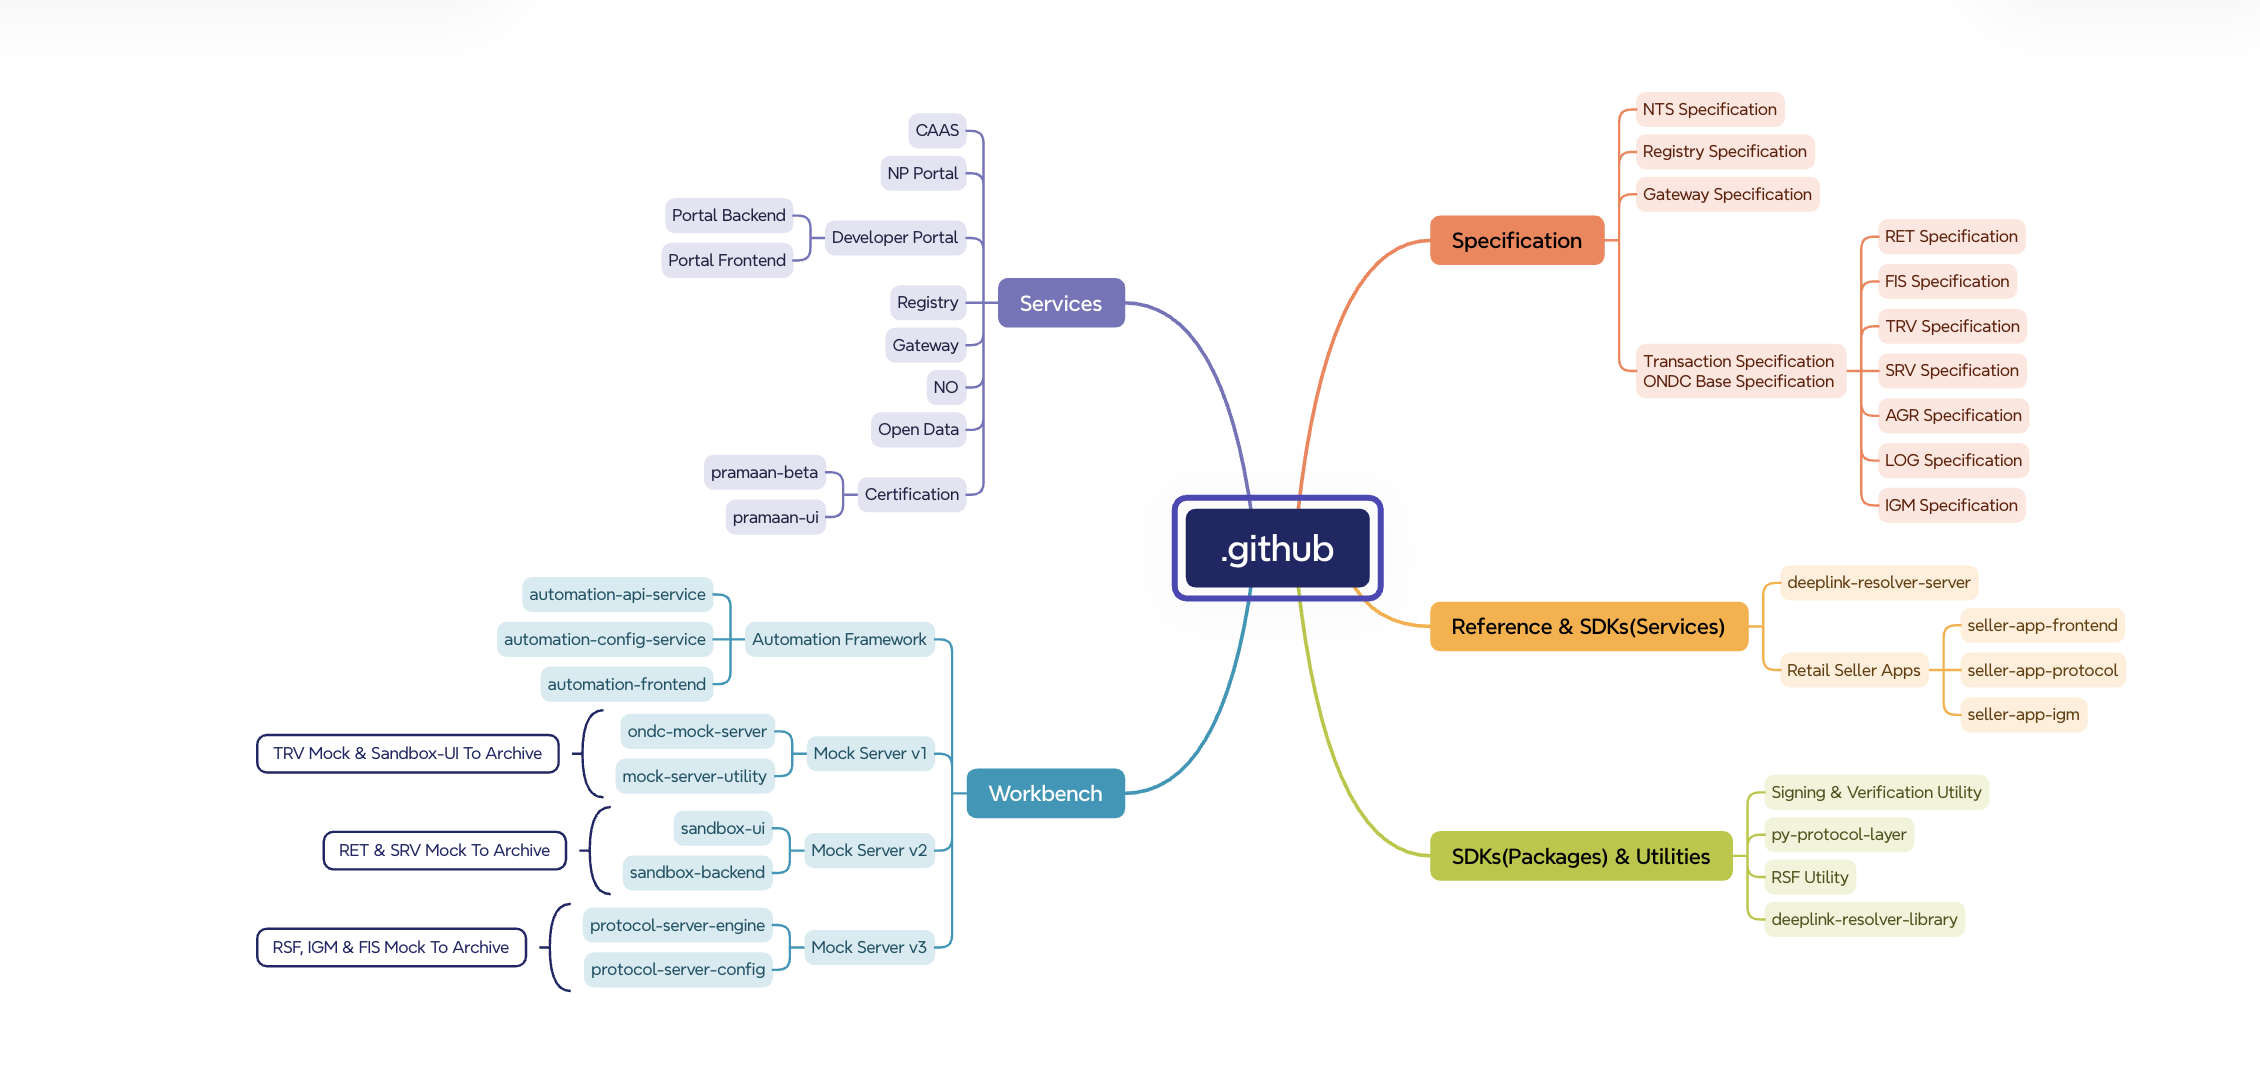 .github
Services
CAAS
NP Portal
Developer Portal
Portal Backend
Portal Frontend
Registry
Gateway
NO
Open Data
Certification
pramaan-beta
pramaan-ui
Workbench
Automation Framework
automation-api-service
automation-config-service
automation-frontend
Mock Server v1
ondc-mock-server
mock-server-utility
TRV Mock & Sandbox-UI To Archive
Mock Server v2
sandbox-ui
sandbox-backend
RET & SRV Mock To Archive
Mock Server v3
protocol-server-engine
protocol-server-config
RSF, IGM & FIS Mock To Archive
Specification
NTS Specification
Registry Specification
Gateway Specification
Transaction Specification
ONDC Base Specification
RET Specification
FIS Specification
TRV Specification
SRV Specification
AGR Specification
LOG Specification
IGM Specification
Reference & SDKs(Services)
deeplink-resolver-server
Retail Seller Apps
seller-app-frontend
seller-app-protocol
seller-app-igm
SDKs(Packages) & Utilities
Signing & Verification Utility
py-protocol-layer
RSF Utility
deeplink-resolver-library